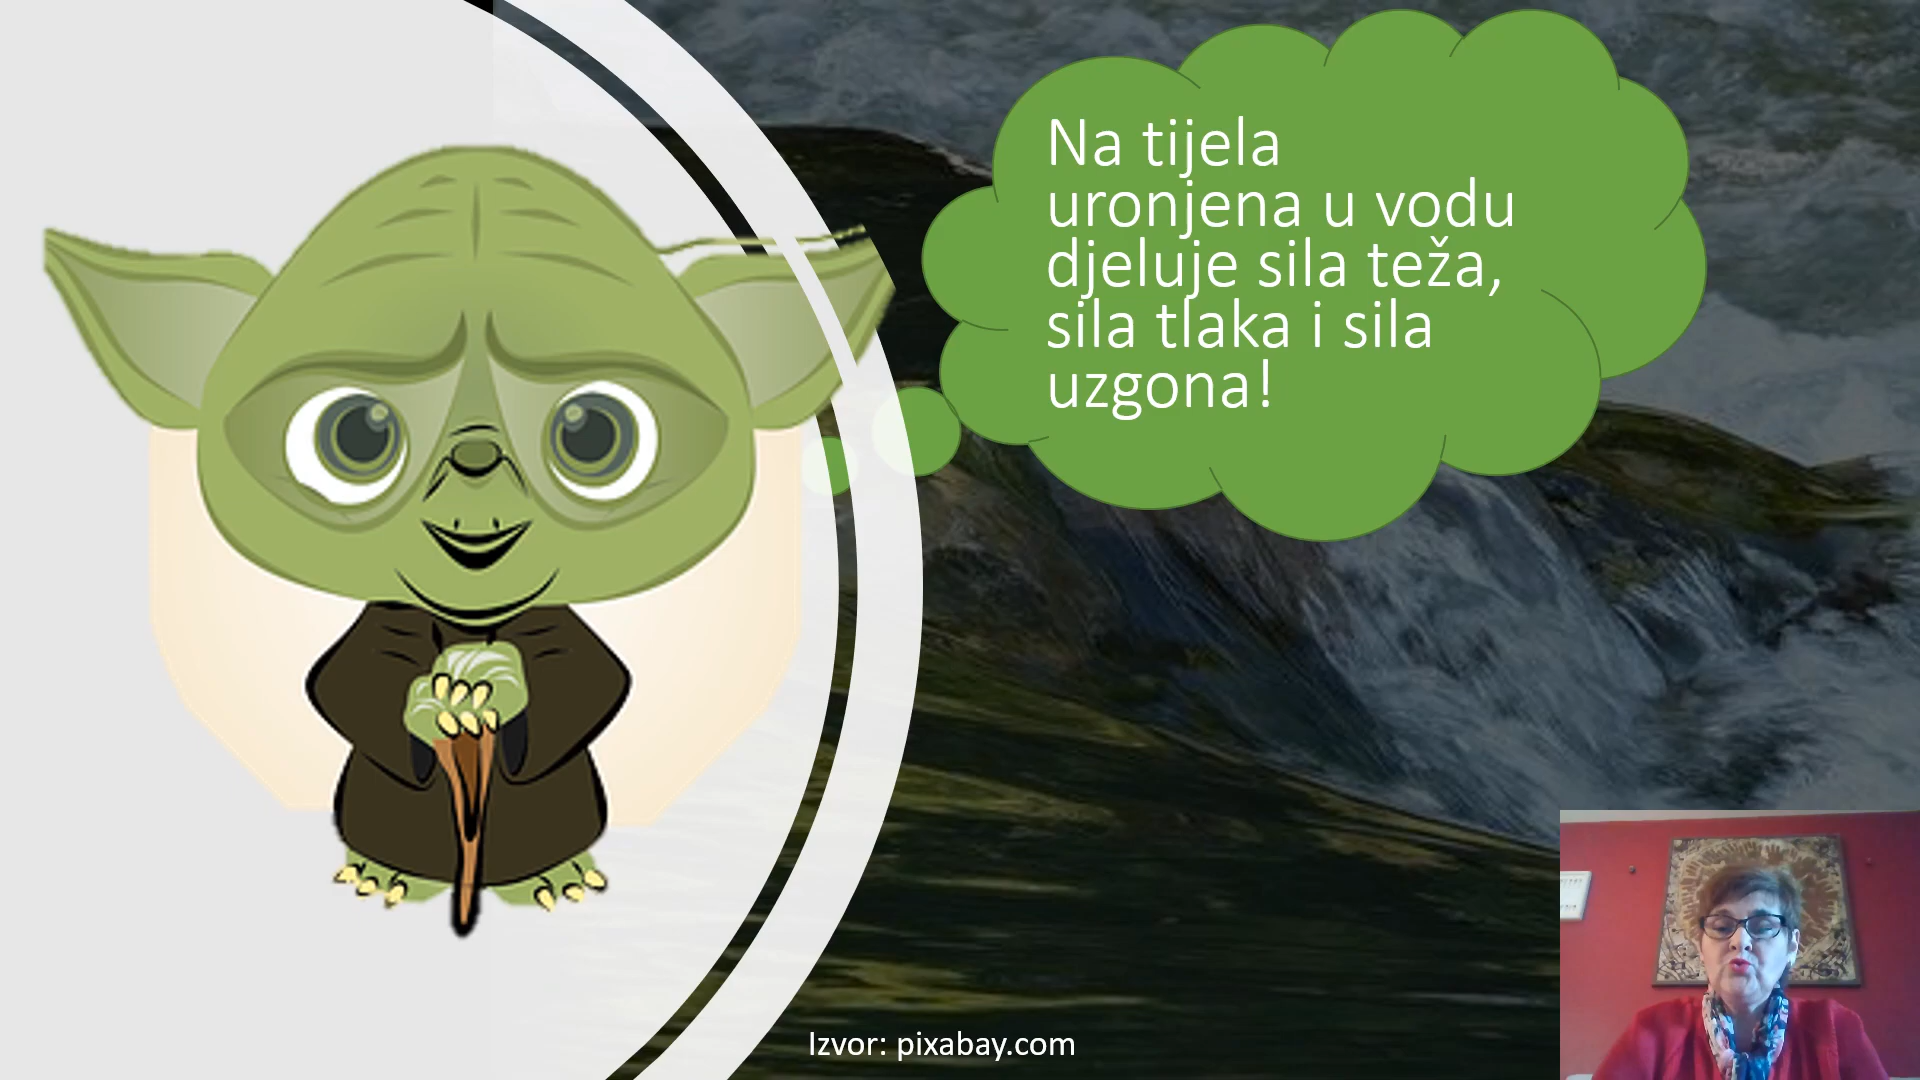 Na tijela
uronjena u vodu
djeluje sila teža,
sila tlaka i sila
uzgona!
Izvor: pixabay.com